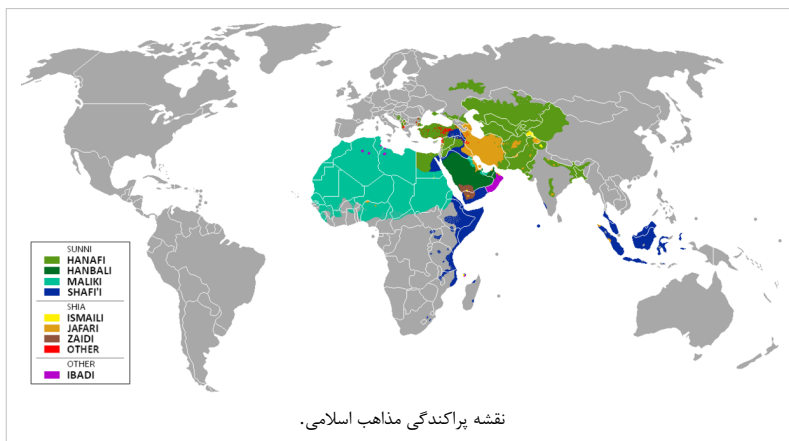 SUNNI
HANAFI
HANBALI
MALIKI
SHAFI'I
SHIA
ISMAILI
JAFARI
ZAIDI
OTHER
OTHER
IBADI
نقشه پراکندگی مذاهب اسلامی.